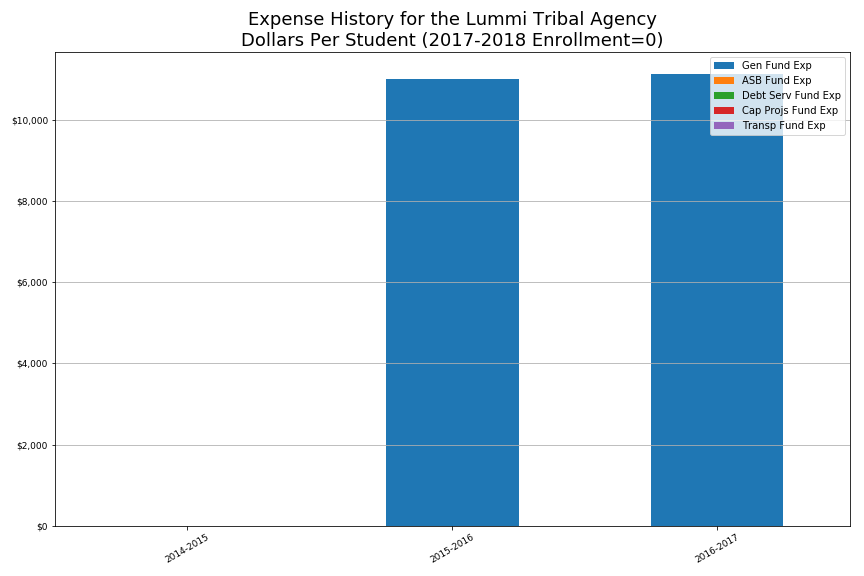 Expense History for the Lummi Tribal Agency
Dollars Per Student (2017-2018 Enrollment=0)
Gen Fund Exp
ASB Fund Exp
Debt Serv Fund Exp
Cap Projs Fund Exp
Transp Fund Exp
$10,000
$8,000
$6,000
$4,000
$2,000
$0
2014-2015
2015-2016
2016-2017